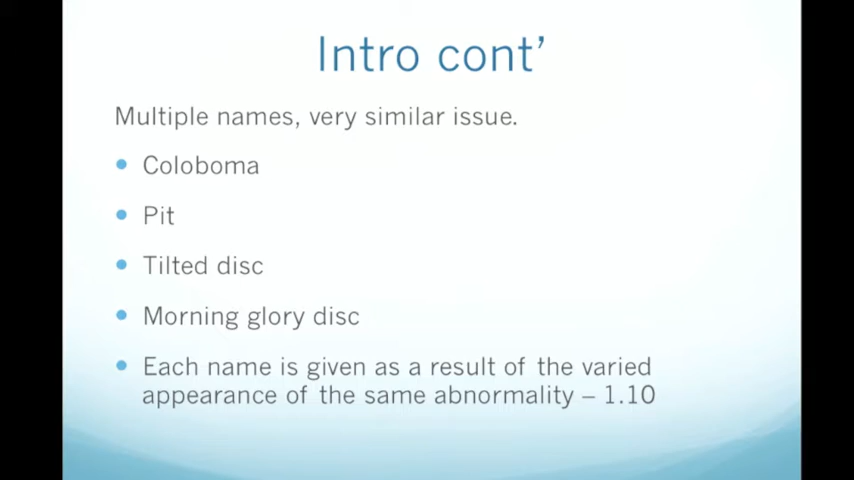 Intro cont’
Multiple names, very similar issue.
Coloboma
Pit
Tilted disc
Morning glory disc
Each name is given as a result of the varied
appearance of the same abnormality – 1.10